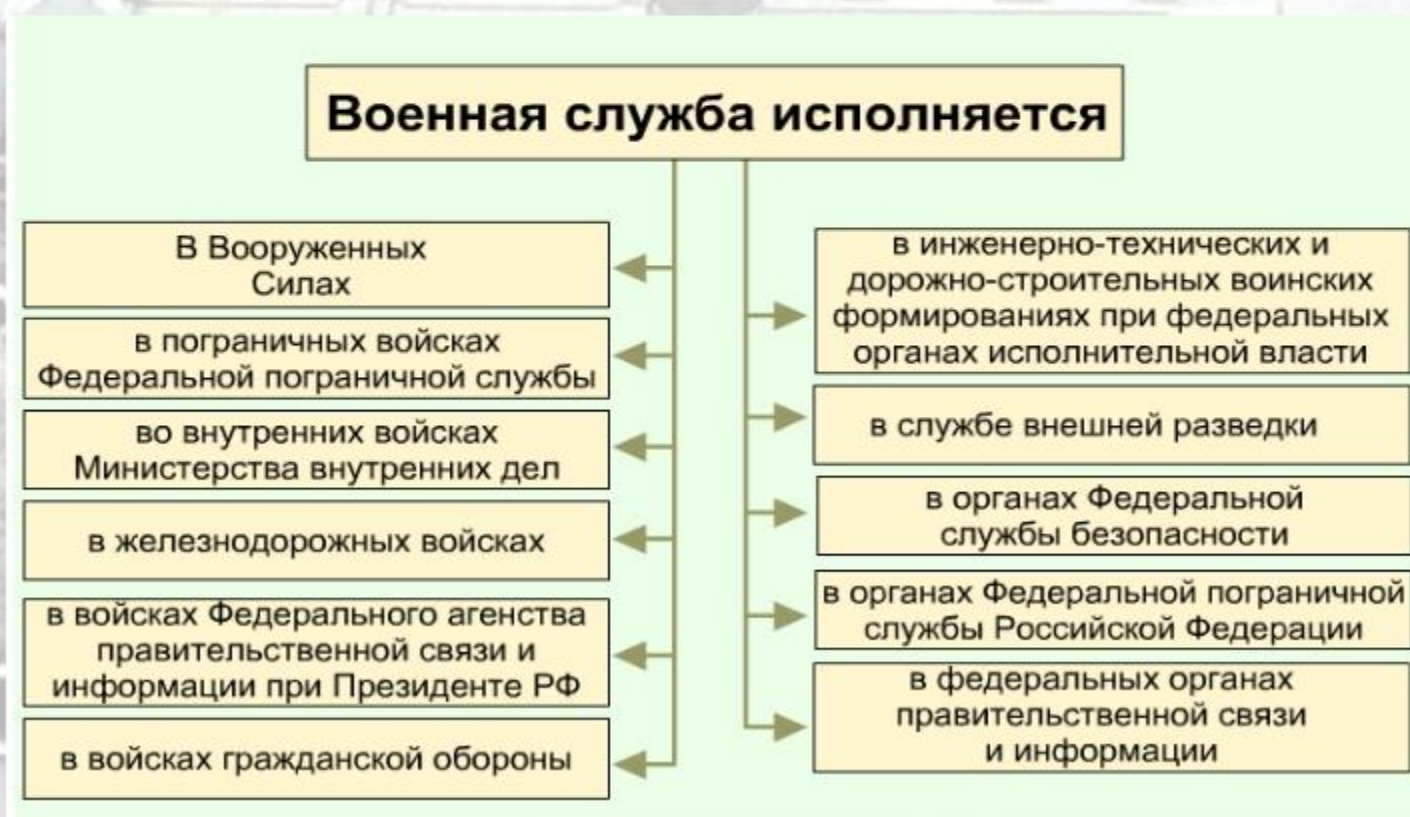 Военная служба исполняется
В Вооруженных
Силах
в пограничных войсках
Федеральной пограничной службы
во внутренних войсках
Министерства внутренних дел
в железнодорожных войсках
в войсках Федерального агенства
правительственной связи и
информации при Президенте РФ
в войсках гражданской обороны
в инженерно-технических и
дорожно-строительных воинских
формированиях при федеральных
органах исполнительной власти
в службе внешней разведки
в органах Федеральной
службы безопасности
в органах Федеральной пограничной
службы Российской Федерации
в федеральных органах
правительственной связи
и информации